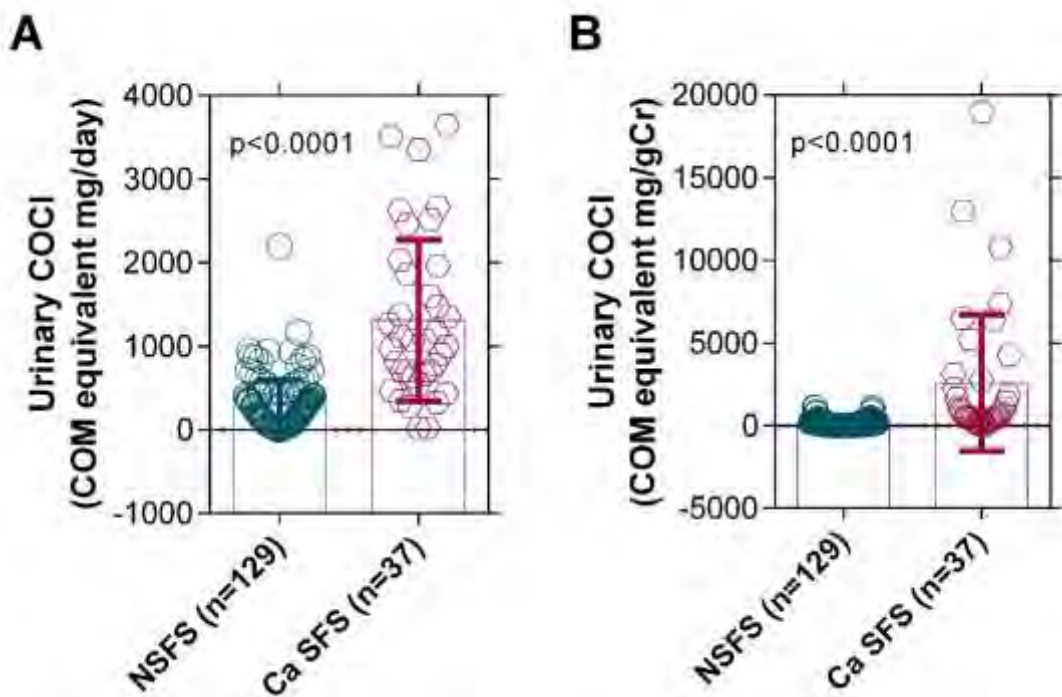 A
Urinary COCI
(COM equivalent mg/day)
4000
3000
2000
1000
0
-1000
p<0.0001
NSFS (n=129)
Ca SFS (n=37)
B
Urinary COCI
(COM equivalent mg/gCr)
20000
15000
10000
5000
0
-5000
p<0.0001
NSFS (n=129)
Ca SFS (n=37)